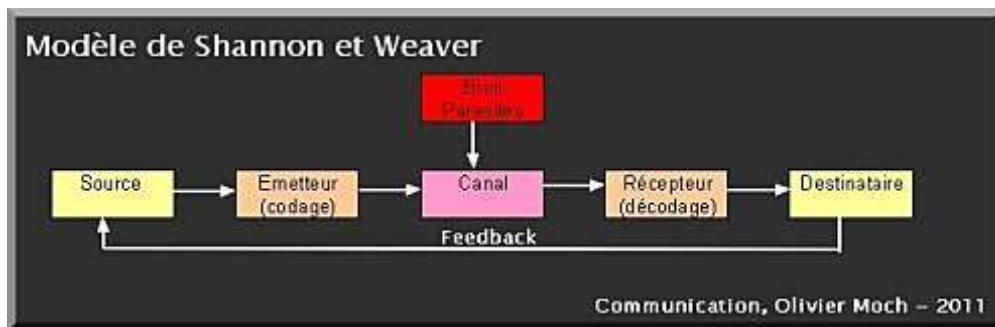 Modèle de Shannon et Weaver
Bruit
Parasites
Source
Emetteur
(codage)
Canal
Récepteur
(décodage)
Destinataire
Feedback
Communication, Olivier Moch – 2011